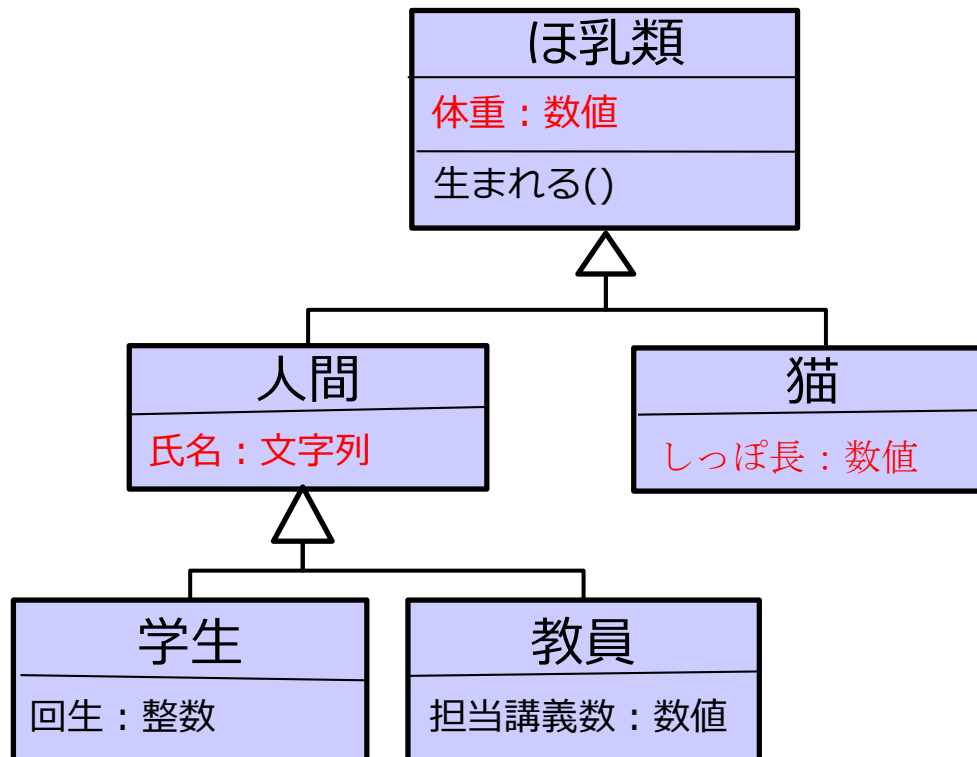 ほ乳類
体重：数値
生まれる()
人間
氏名：文字列
猫
しっぽ長：数値
学生
回生：整数
教員
担当講義数：数値